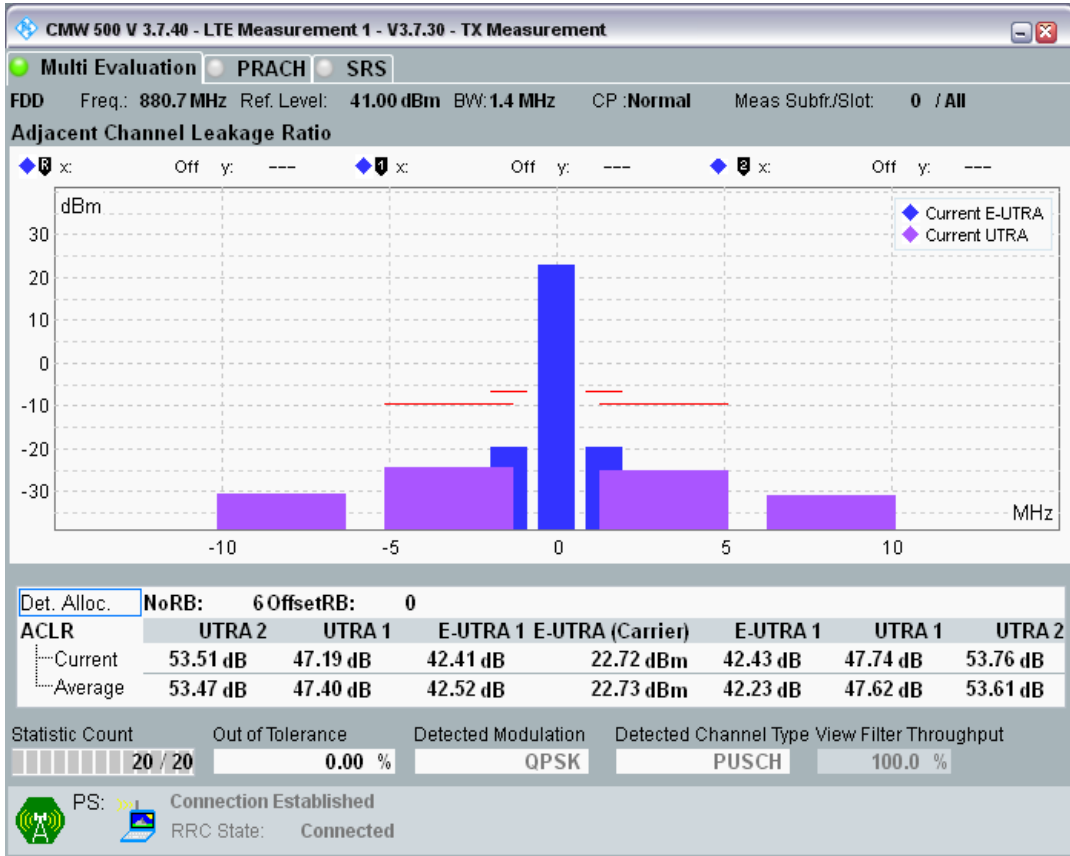 CMW 500 V 3.7.40 - LTE Measurement 1 - V3.7.30 - TX Measurement
Multi Evaluation PRACH SRS
FDD Freq.: 880.7 MHz Ref. Level: 41.00 dBm BW: 1.4 MHz CP :Normal Meas Subfr./Slot: 0 / All
Adjacent Channel Leakage Ratio
R x: Off y: --- 1 x: Off y: --- 2 x: Off y: ---
dBm
Current E-UTRA
Current UTRA
30
20
10
0
-10
-20
-30
MHz
-10 -5 0 5 10
Det. Alloc. NoRB: 6 OffsetRB: 0
ACLR UTRA 2 UTRA 1 E-UTRA 1 E-UTRA (Carrier) E-UTRA 1 UTRA 1 UTRA 2
Current 53.51 dB 47.19 dB 42.41 dB 22.72 dBm 42.43 dB 47.74 dB 53.76 dB
Average 53.47 dB 47.40 dB 42.52 dB 22.73 dBm 42.23 dB 47.62 dB 53.61 dB
Statistic Count Out of Tolerance Detected Modulation Detected Channel Type View Filter Throughput
20 / 20 0.00 % QPSK PUSCH 100.0 %
PS: Connection Established
RRC State: Connected